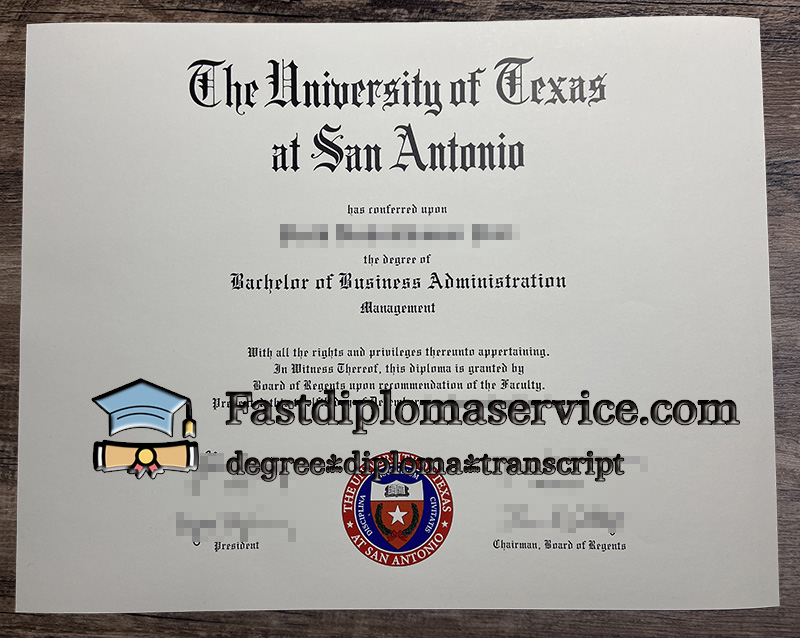 The University of Texas
at San Antonio
has conferred upon
the degree of
Bachelor of Business Administration
Management
With all the rights and privileges thereunto appertaining.
In Witness Thereof, this diploma is granted by
Board of Regents upon recommendation of the Faculty.
Fastdiplomaservice.com
degree*diploma*transcript
THE UNIVERSITY OF TEXAS
DISCIPLINA
CIVITATIS
AT SAN ANTONIO
President
Chairman, Board of Regents